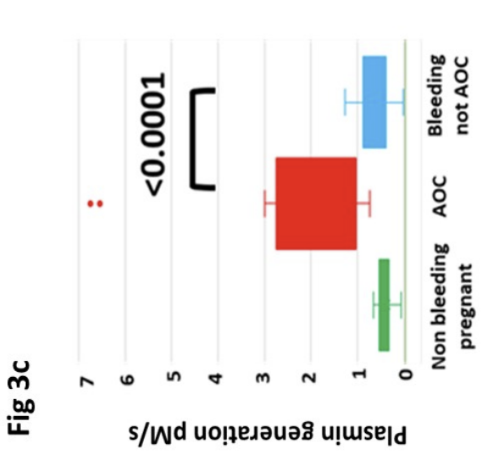 Fig 3c
Plasmin generation pM/s
7
6
5
4
3
2
1
0
<0.0001
Non bleeding
pregnant
AOC
Bleeding
not AOC